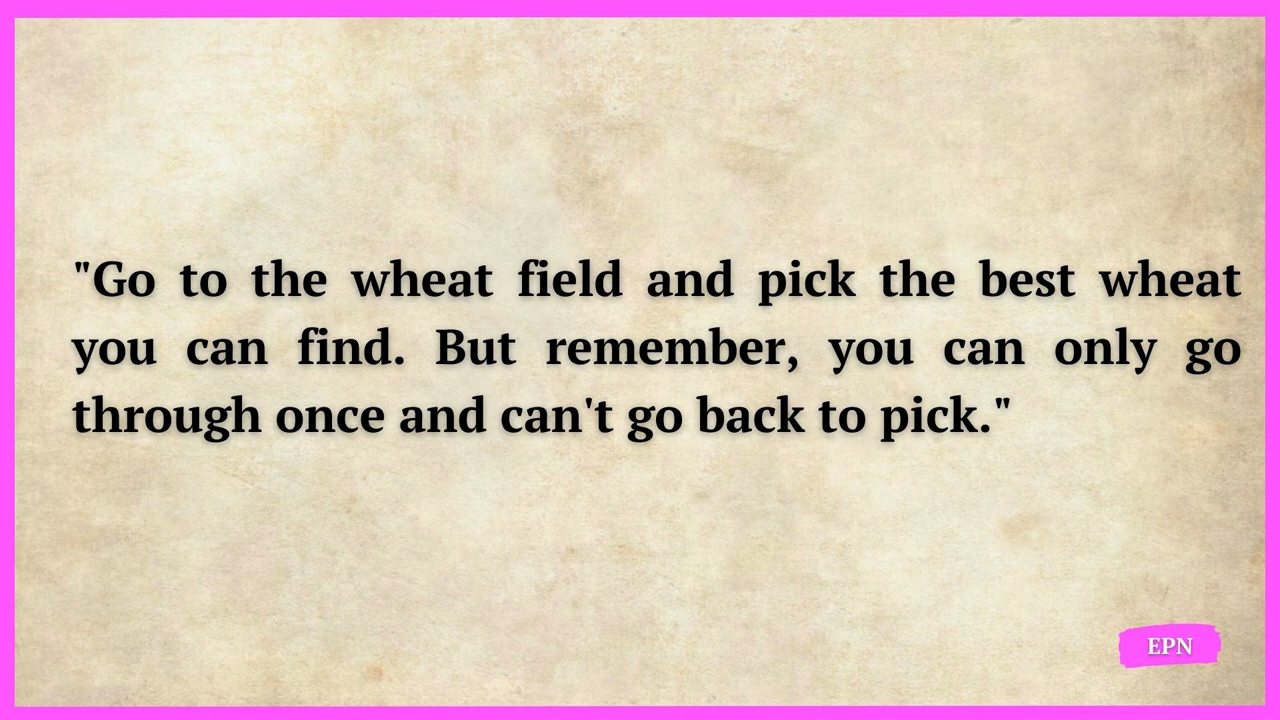 "Go to the wheat field and pick the best wheat
you can find. But remember, you can only go
through once and can't go back to pick."
EPN